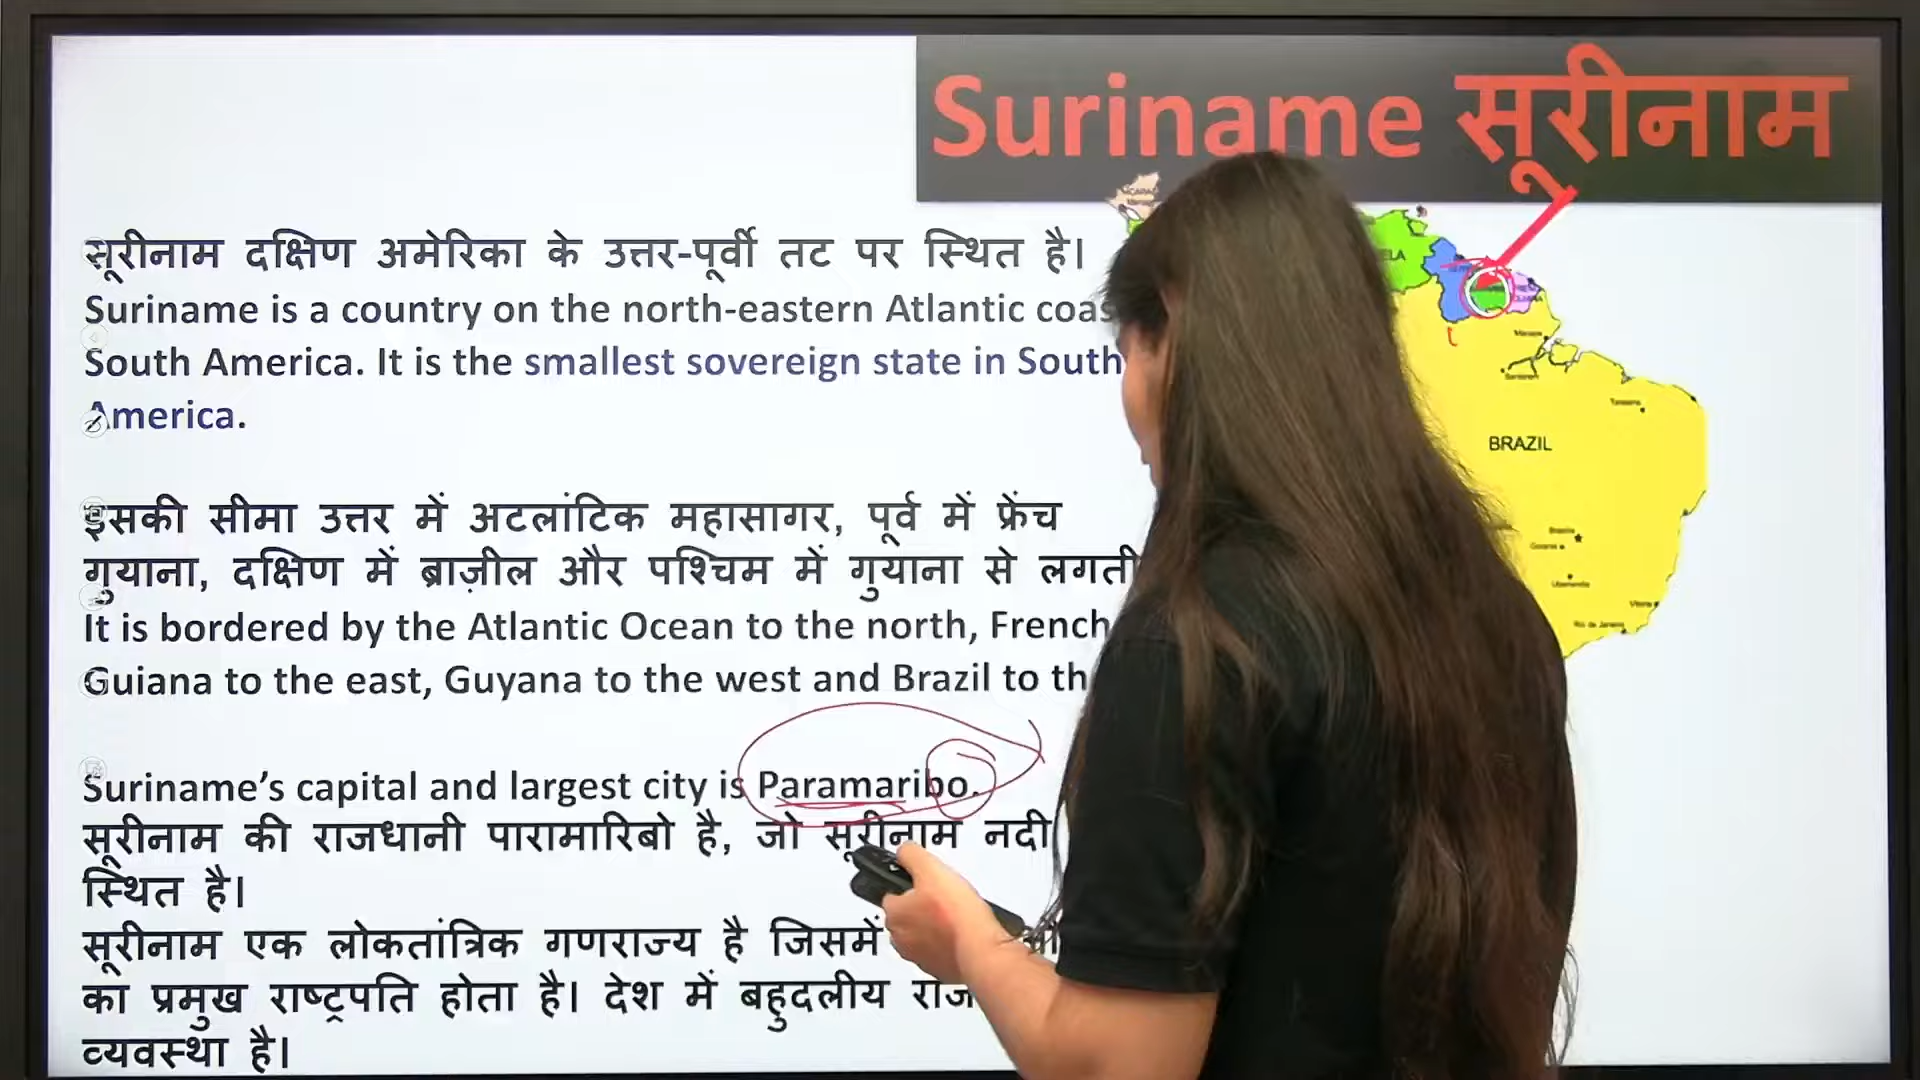 Suriname सूरीनाम
सूरीनाम दक्षिण अमेरिका के उत्तर-पूर्वी तट पर स्थित है।
Suriname is a country on the north-eastern Atlantic coas
South America. It is the smallest sovereign state in South
America.
इसकी सीमा उत्तर में अटलांटिक महासागर, पूर्व में फ्रेंच
गुयाना, दक्षिण में ब्राज़ील और पश्चिम में गुयाना से लगती
It is bordered by the Atlantic Ocean to the north, French
Guiana to the east, Guyana to the west and Brazil to th
Suriname’s capital and largest city is Paramaribo.
सूरीनाम की राजधानी पारामारिबो है, जो सूरीनाम नदी
स्थित है।
सूरीनाम एक लोकतांत्रिक गणराज्य है जिसमें
का प्रमुख राष्ट्रपति होता है। देश में बहुदलीय राज
व्यवस्था है।
BRAZIL